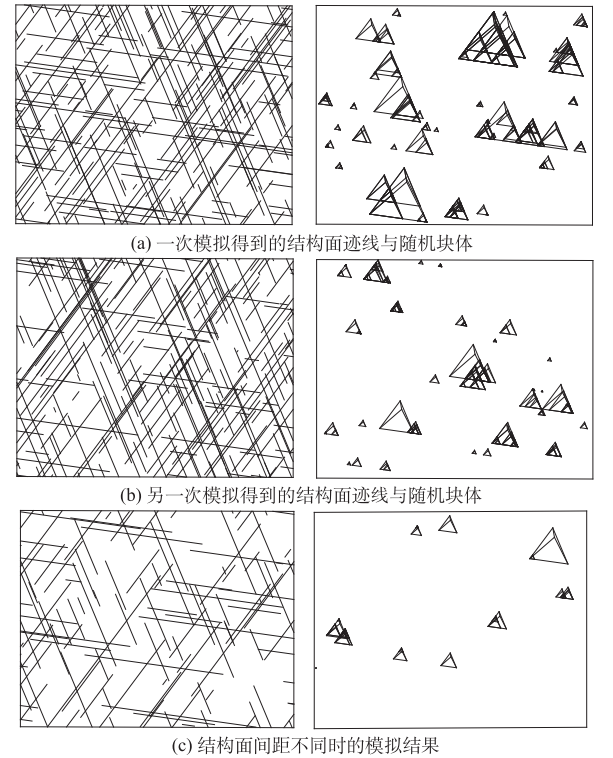 (a) 一次模拟得到的结构面迹线与随机块体
(b) 另一次模拟得到的结构面迹线与随机块体
(c) 结构面间距不同时的模拟结果